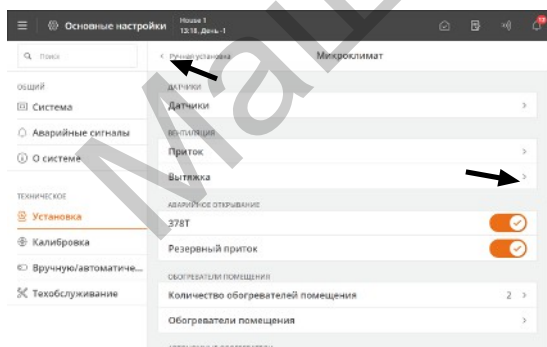 Основные настройки
House 1
13:18, День -1
Поиск
Ручная установка
Микроклимат
ОБЩИЙ
Система
Аварийные сигналы
О системе
ТЕХНИЧЕСКОЕ
Установка
Калибровка
Вручную/автоматиче...
Техобслуживание
ДАТЧИКИ
Датчики
ВЕНТИЛЯЦИЯ
Приток
Вытяжка
АВАРИЙНОЕ ОТКРЫВАНИЕ
378T
Резервный приток
ОБОГРЕВАТЕЛИ ПОМЕЩЕНИЯ
Количество обогревателей помещения 2
Обогреватели помещения